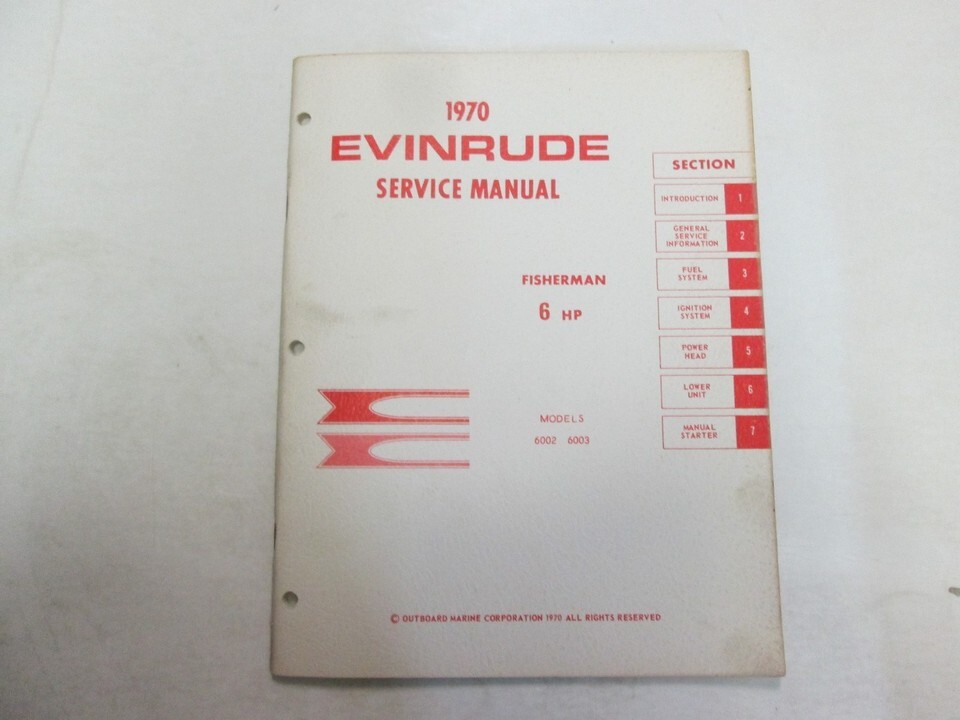 1970
EVINRUDE
SERVICE MANUAL
FISHERMAN
6 HP
MODELS
6002 6003
SECTION
INTRODUCTION 1
GENERAL
SERVICE 2
INFORMATION
FUEL
SYSTEM 3
IGNITION
SYSTEM 4
POWER
HEAD 5
LOWER
UNIT 6
MANUAL
STARTER 7
© OUTBOARD MARINE CORPORATION 1970 ALL RIGHTS RESERVED